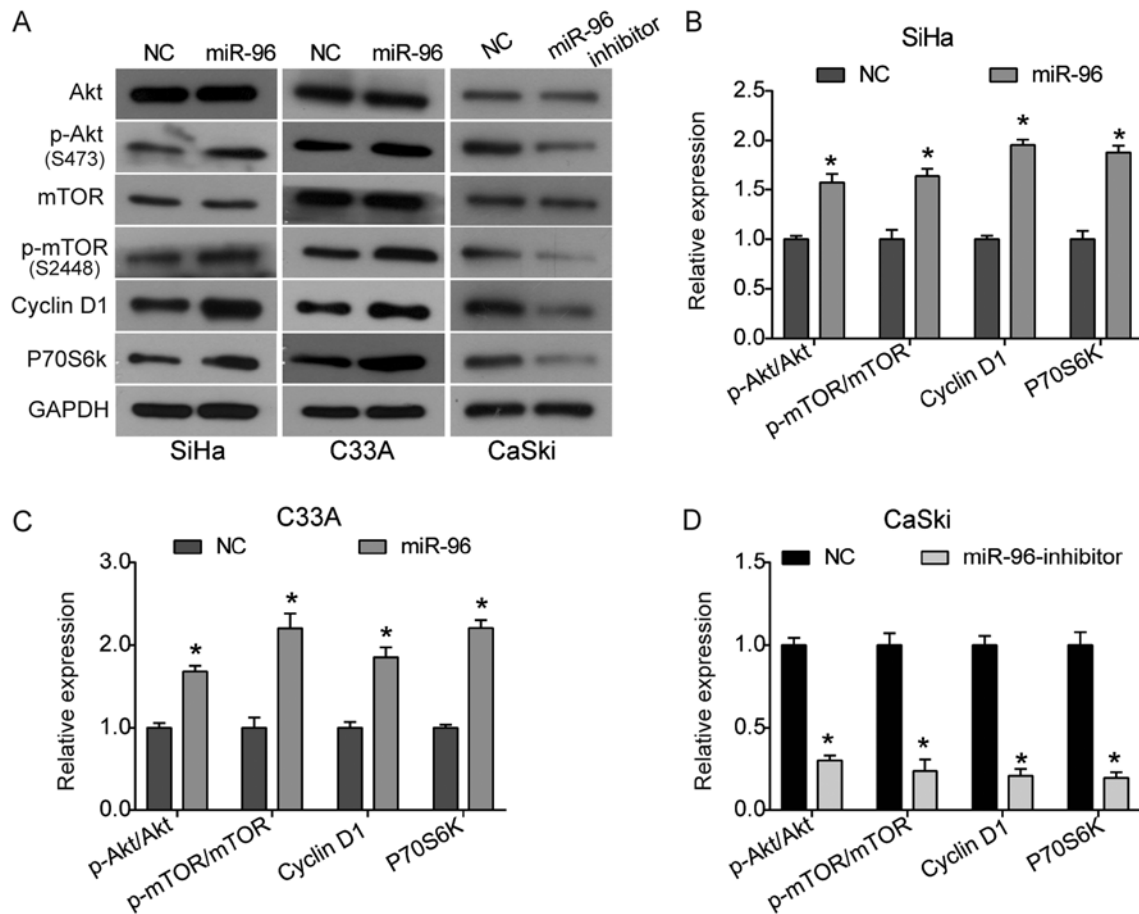 A
NC miR-96 NC miR-96 NC miR-96 inhibitor
Akt
p-Akt
(S473)
mTOR
p-mTOR
(S2448)
Cyclin D1
P70S6k
GAPDH
SiHa C33A CaSki
B
SiHa
NC miR-96
Relative expression
2.5
2.0
1.5
1.0
0.5
0.0
* * * *
p-Akt/Akt p-mTOR/mTOR Cyclin D1 P70S6K
C
C33A
NC miR-96
Relative expression
3.0
2.0
1.0
0.0
* * * *
p-Akt/Akt p-mTOR/mTOR Cyclin D1 P70S6K
D
CaSki
NC miR-96-inhibitor
Relative expression
1.5
1.0
0.5
0.0
* * * *
p-Akt/Akt p-mTOR/mTOR Cyclin D1 P70S6K